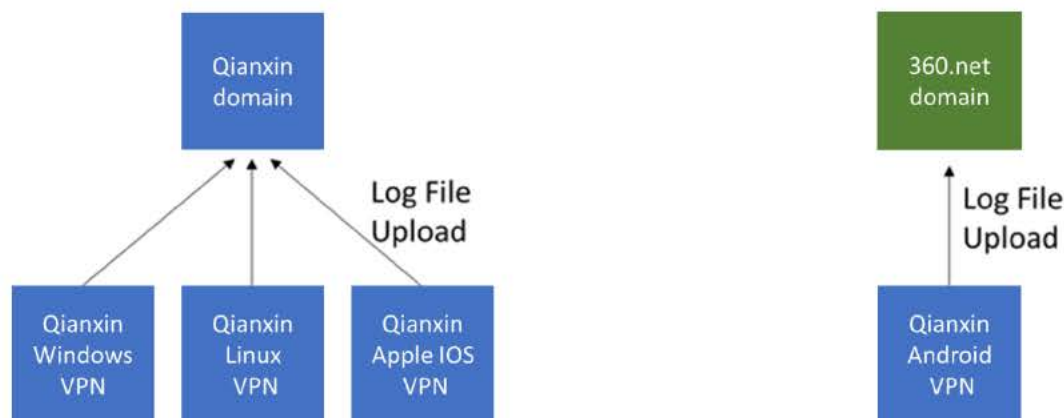 Qianxin
domain
360.net
domain
Log File
Upload
Log File
Upload
Qianxin
Windows
VPN
Qianxin
Linux
VPN
Qianxin
Apple IOS
VPN
Qianxin
Android
VPN